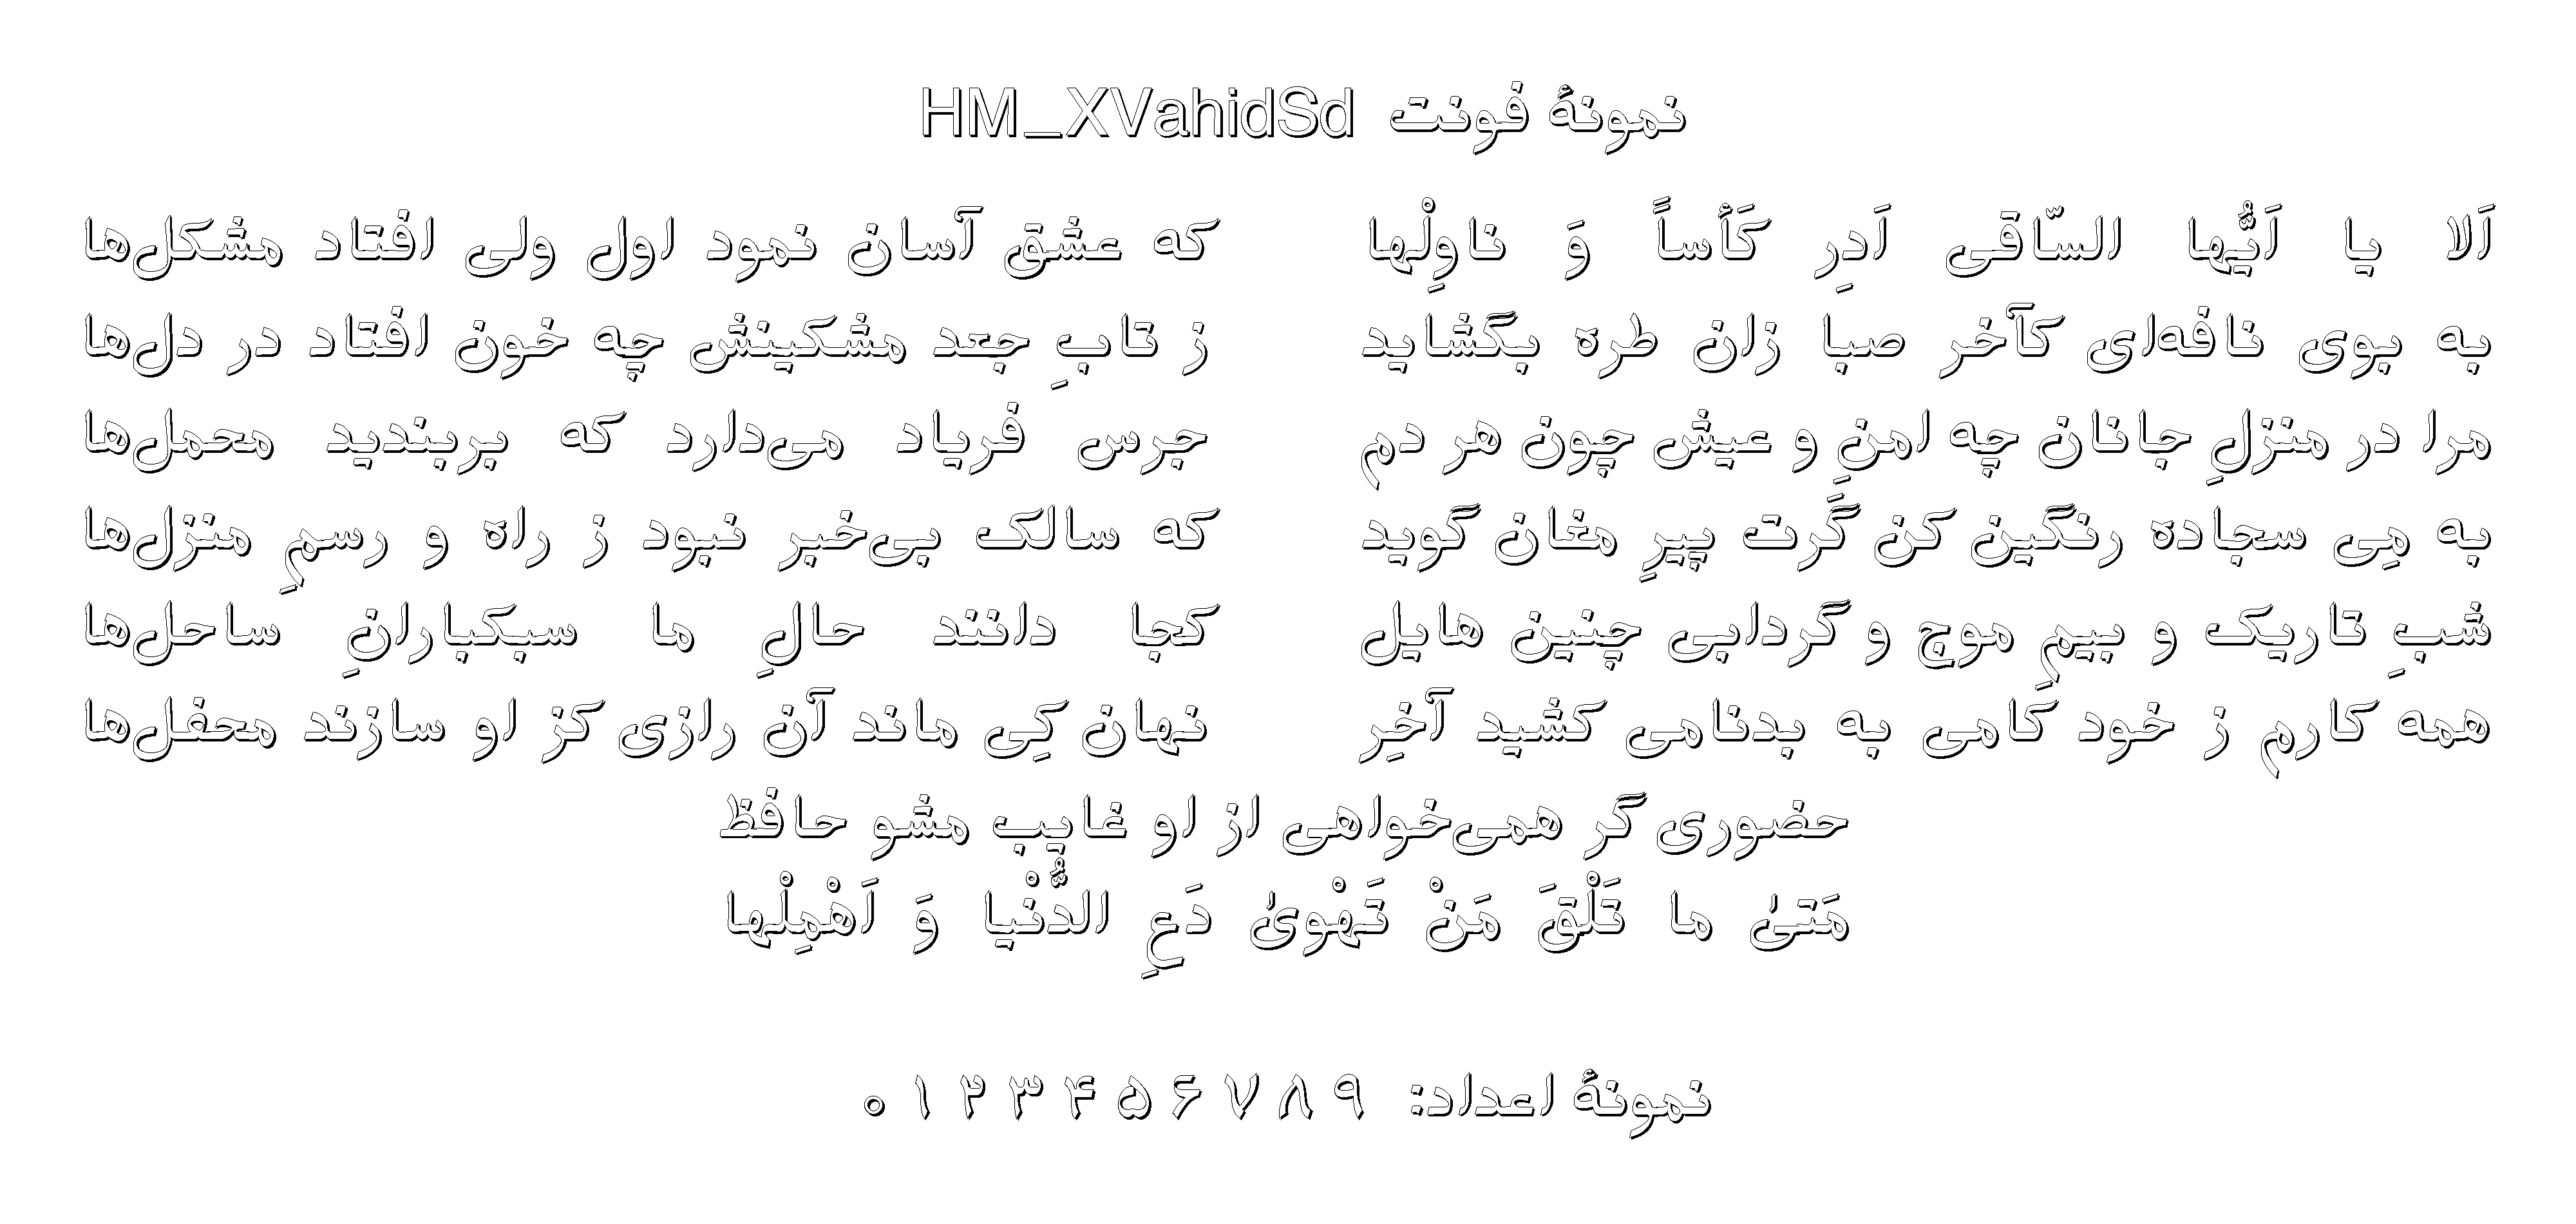 نمونهٔ فونت HM_XVahidSd
اَلا یا اَیُّها السّاقی اَدِر کَأساً وَ ناوِلْها که عشق آسان نمود اول ولی افتاد مشکل‌ها
به بوی نافه‌ای کآخر صبا زان طره بگشاید ز تابِ جعد مشکینش چه خون افتاد در دل‌ها
مرا در منزلِ جانان چه امنِ و عیش چون هر دم جرس فریاد می‌دارد که بربندید محمل‌ها
به مِی سجاده رنگین کن گَرت پیرِ مغان گوید که سالک بی‌خبر نبود ز راه و رسمِ منزل‌ها
شبِ تاریک و بیمِ موج و گردابی چنین هایل کجا دانند حالِ ما سبکبارانِ ساحل‌ها
همه کارم ز خود کامی به بدنامی کشید آخِر نهان کِی ماند آن رازی کز او سازند محفل‌ها
حضوری گر همی‌خواهی از او غایب مشو حافظ
مَتیٰ ما تَلْقَ مَنْ تَهْویٰ دَعِ الدُّنْیا وَ اَهْمِلْها
نمونهٔ اعداد: ۹ ۸ ۷ ۶ ۵ ۴ ۳ ۲ ۱ ۰